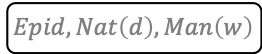 Epid, Nat(d), Man(w)